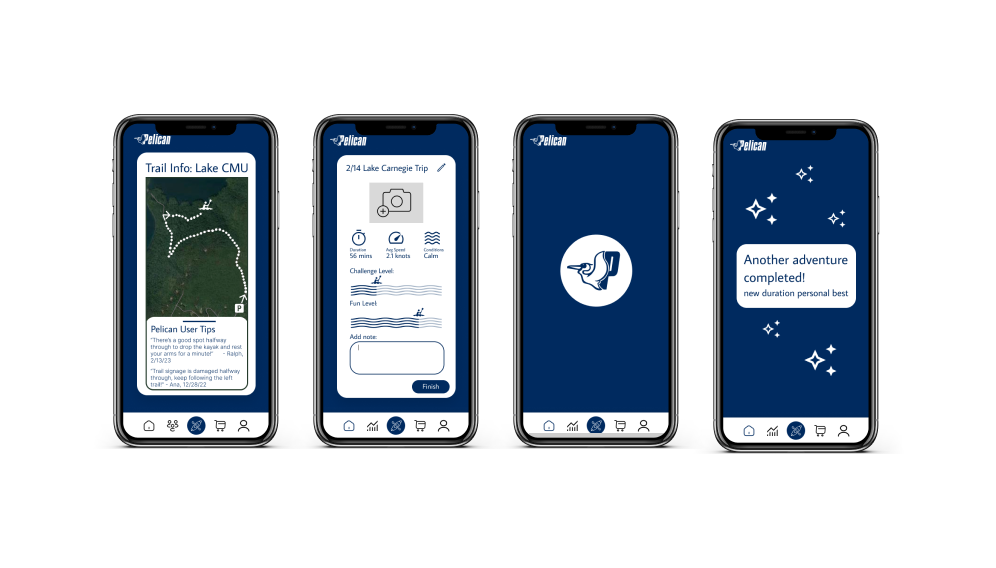 Pelican
Trail Info: Lake CMU
P
Pelican User Tips
"There's a good spot halfway
through to drop the kayak and rest
your arms for a minute!" - Ralph,
2/13/23
"Trail signage is damaged halfway
through, keep following the left
trail!" - Ana, 12/28/22
Pelican
2/14 Lake Carnegie Trip
Duration
56 mins
Avg Speed
2.1 knots
Conditions
Calm
Challenge Level:
Fun Level:
Add note:
Finish
Pelican
Pelican
Another adventure
completed!
new duration personal best